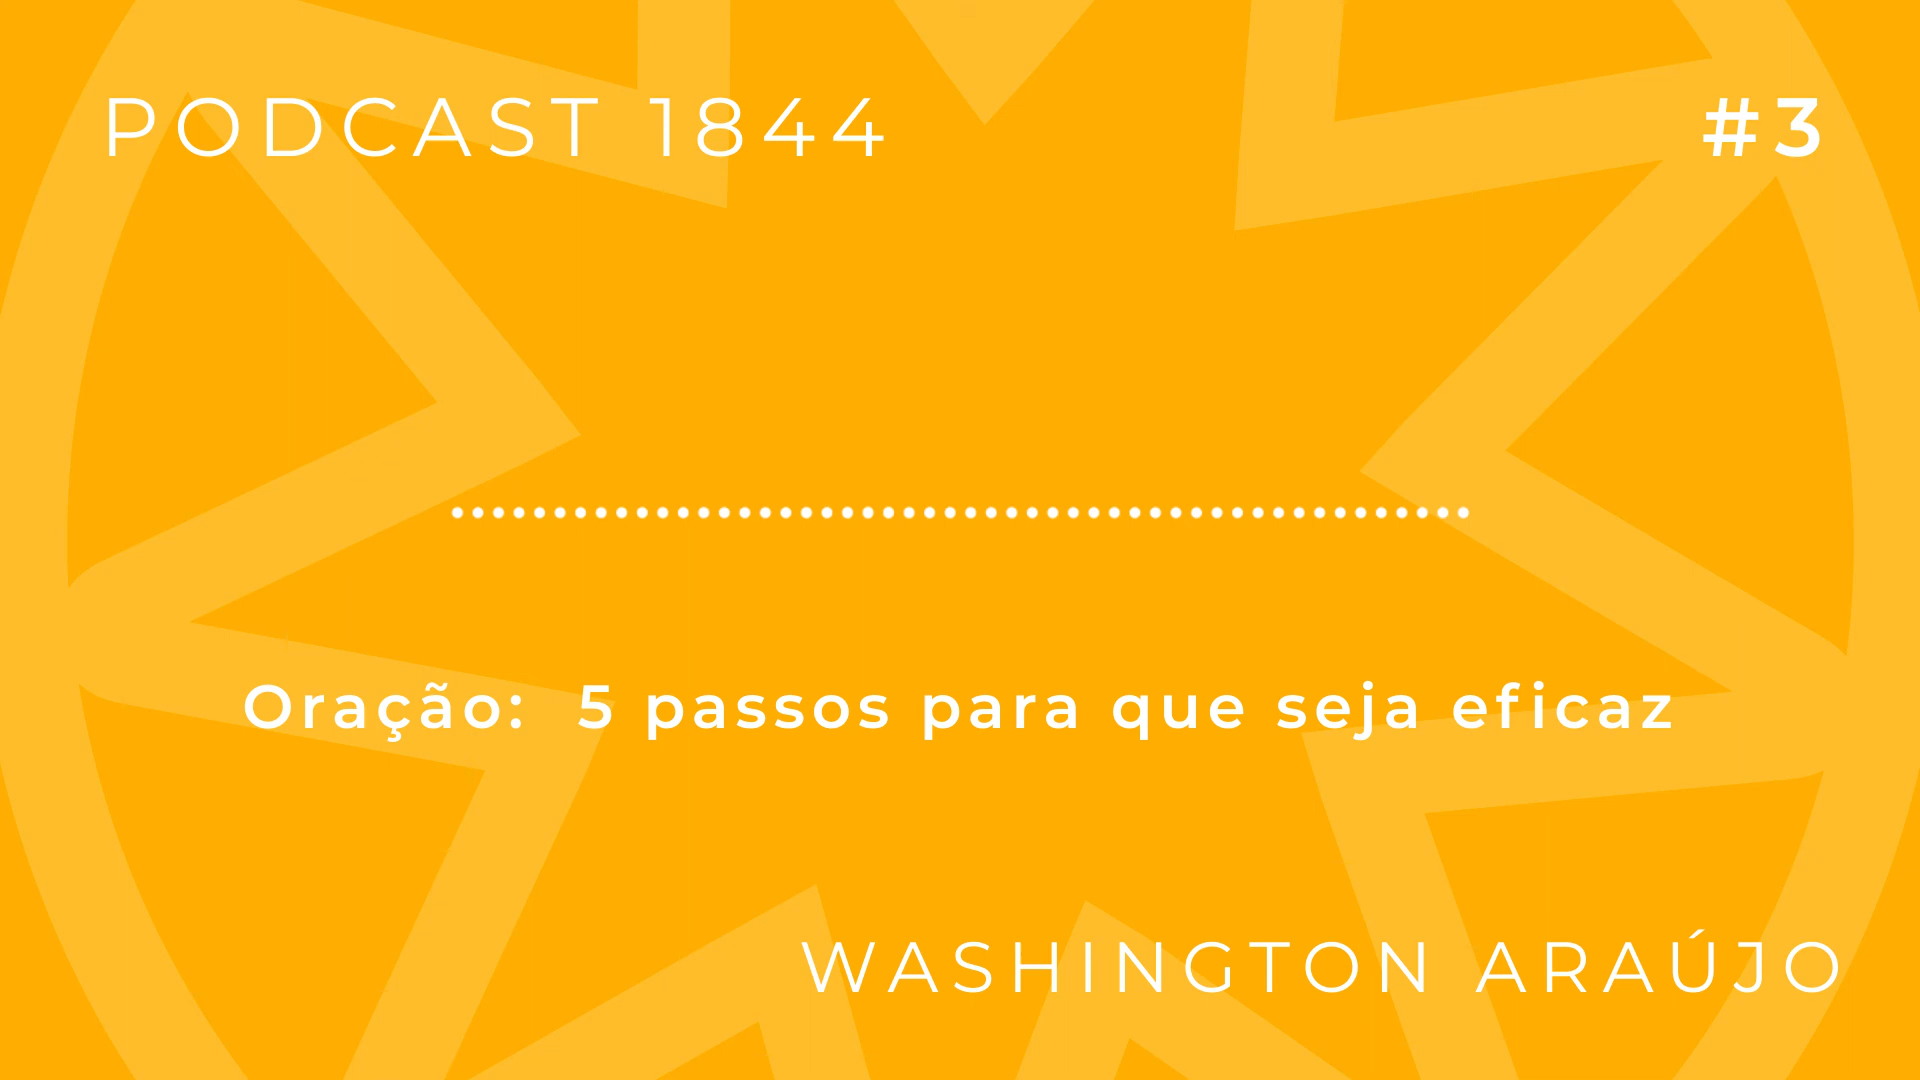 PODCAST 1844
#3
Oração: 5 passos para que seja eficaz
WASHINGTON ARAÚJO